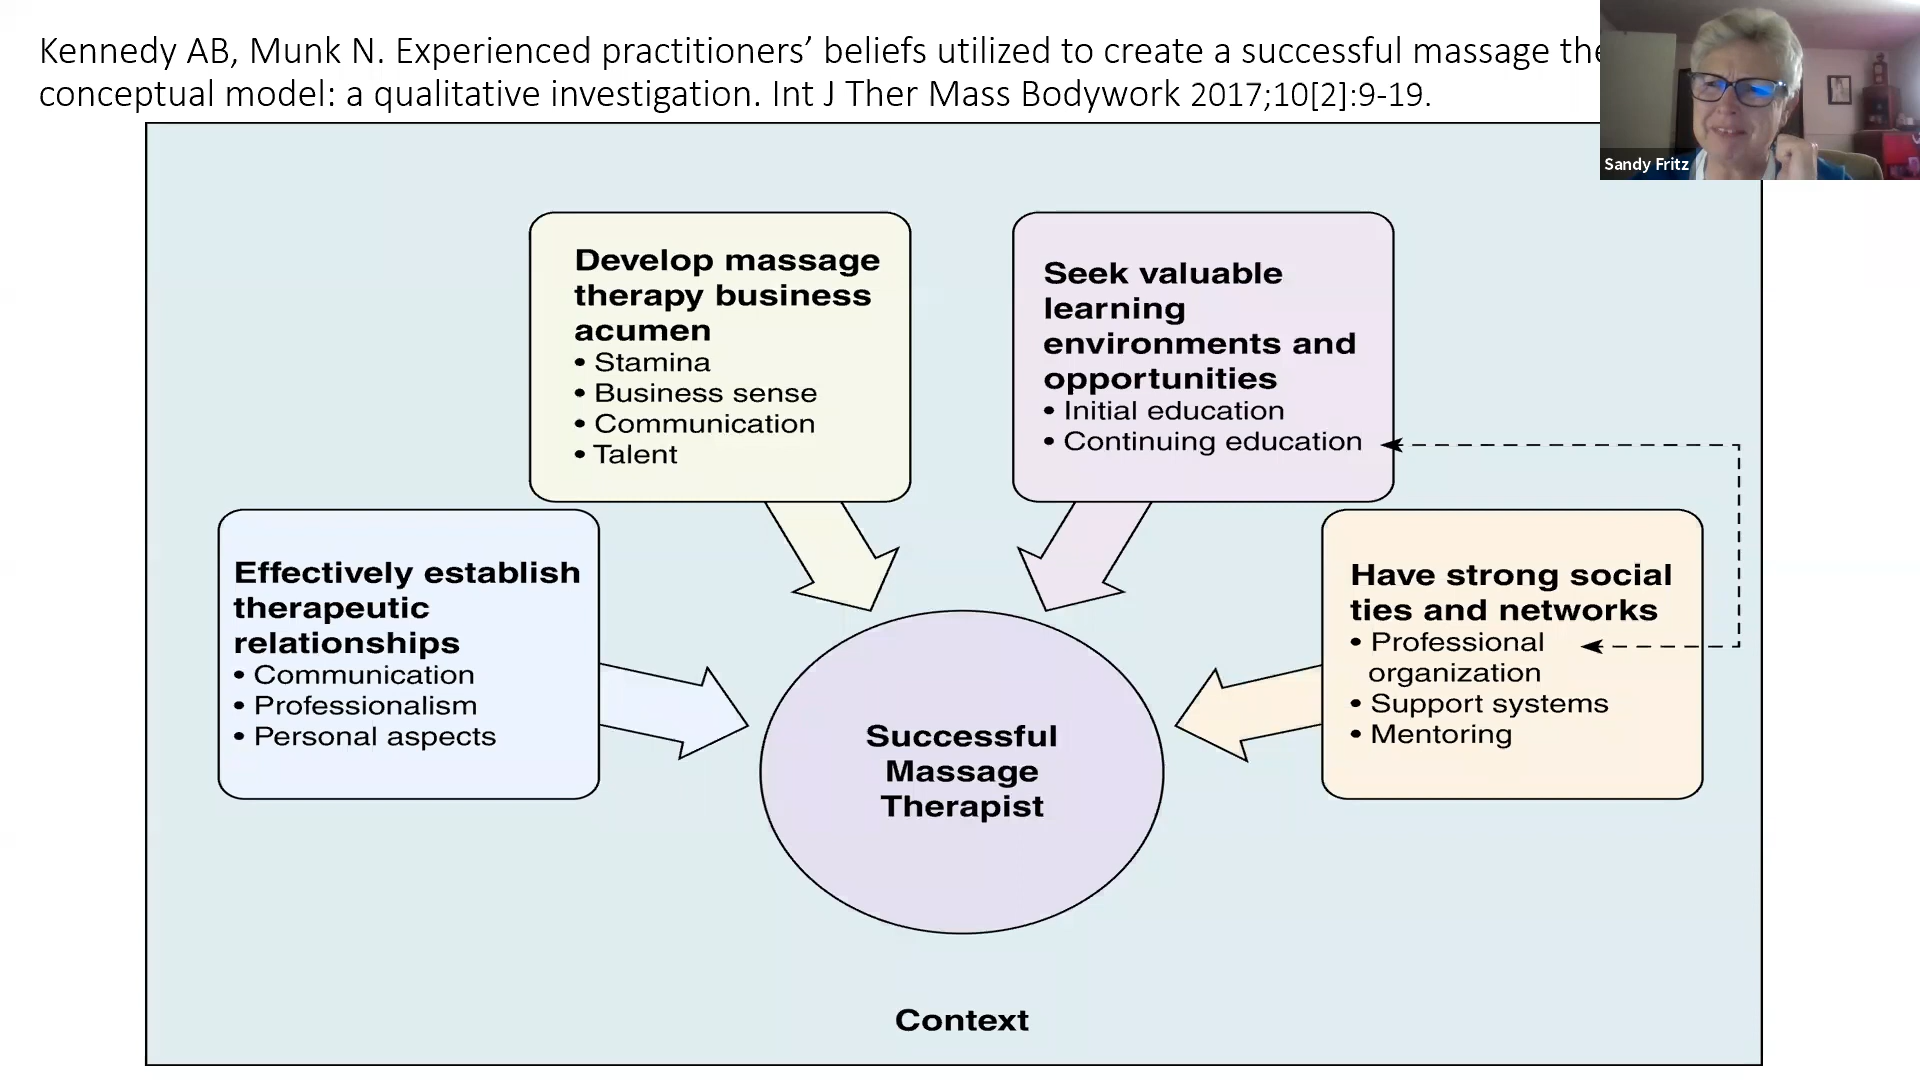 Kennedy AB, Munk N. Experienced practitioners’ beliefs utilized to create a successful massage
conceptual model: a qualitative investigation. Int J Ther Mass Bodywork 2017;10[2]:9-19.
Sandy Fritz
Develop massage
therapy business
acumen
• Stamina
• Business sense
• Communication
• Talent
Seek valuable
learning
environments and
opportunities
• Initial education
• Continuing education
Effectively establish
therapeutic
relationships
• Communication
• Professionalism
• Personal aspects
Have strong social
ties and networks
• Professional
organization
• Support systems
• Mentoring
Successful
Massage
Therapist
Context